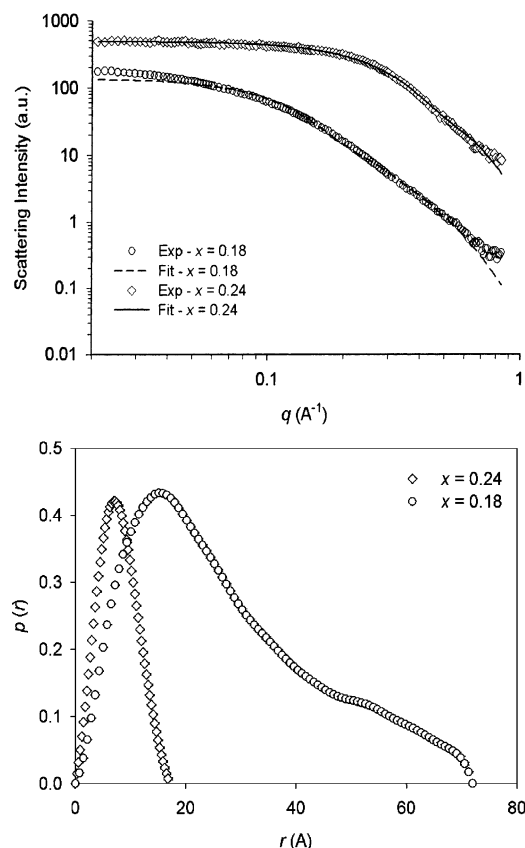 1000
100
10
1
0.1
0.01
Scattering Intensity (a.u.)
Exp - x = 0.18
Fit - x = 0.18
Exp - x = 0.24
Fit - x = 0.24
0.1
1
q (A⁻¹)
0.5
0.4
0.3
0.2
0.1
0.0
p (r)
x = 0.24
x = 0.18
0
20
40
60
80
r (A)